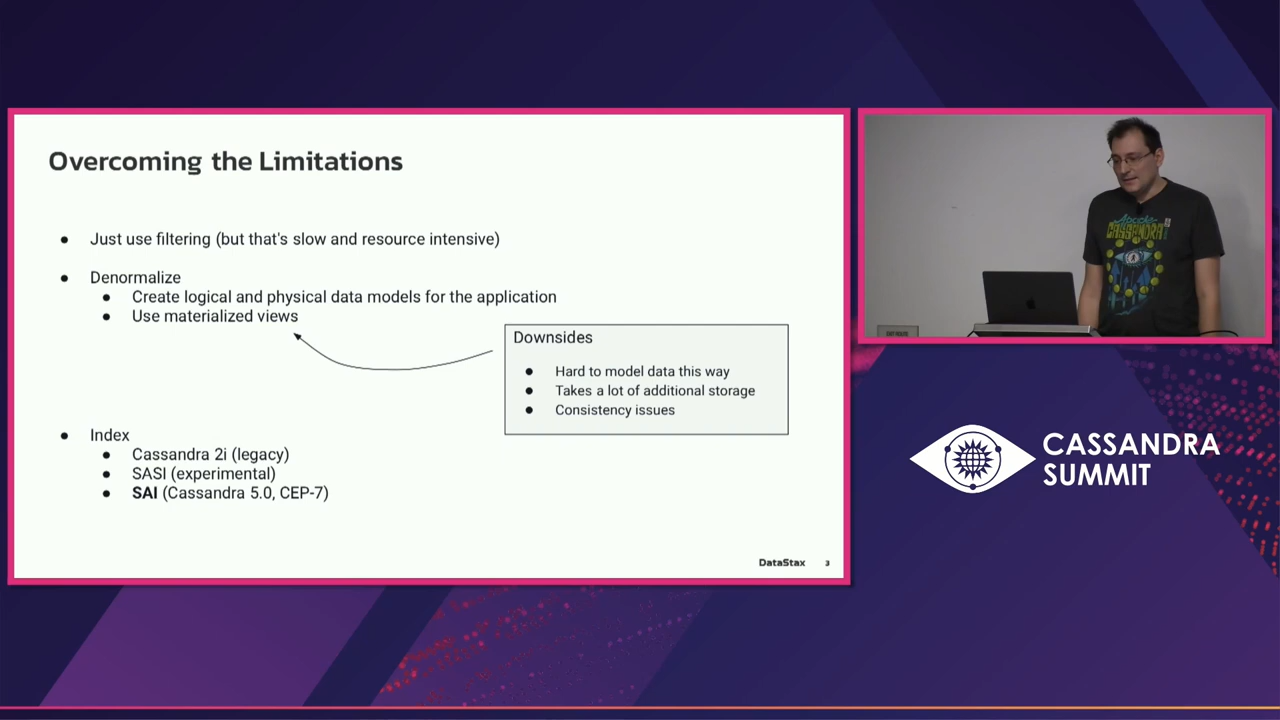 Overcoming the Limitations
Just use filtering (but that's slow and resource intensive)
Denormalize
Create logical and physical data models for the application
Use materialized views
Downsides
Hard to model data this way
Takes a lot of additional storage
Consistency issues
Index
Cassandra 2i (legacy)
SASI (experimental)
SAI (Cassandra 5.0, CEP-7)
DataStax 3
Apache
CASSANDRA
CASSANDRA
SUMMIT